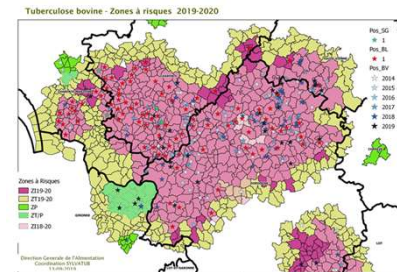 Tuberculose bovine - Zones à risques 2019-2020
Pos_SG
1
Pos_BL
1
Pos_BV
2014
2015
2016
2017
2018
2019
Zones à Risques
ZI19-20
ZT19-20
ZP
ZT/P
ZI18-20
Direction Generale de l'Alimentation
Coordination SYLVATUB